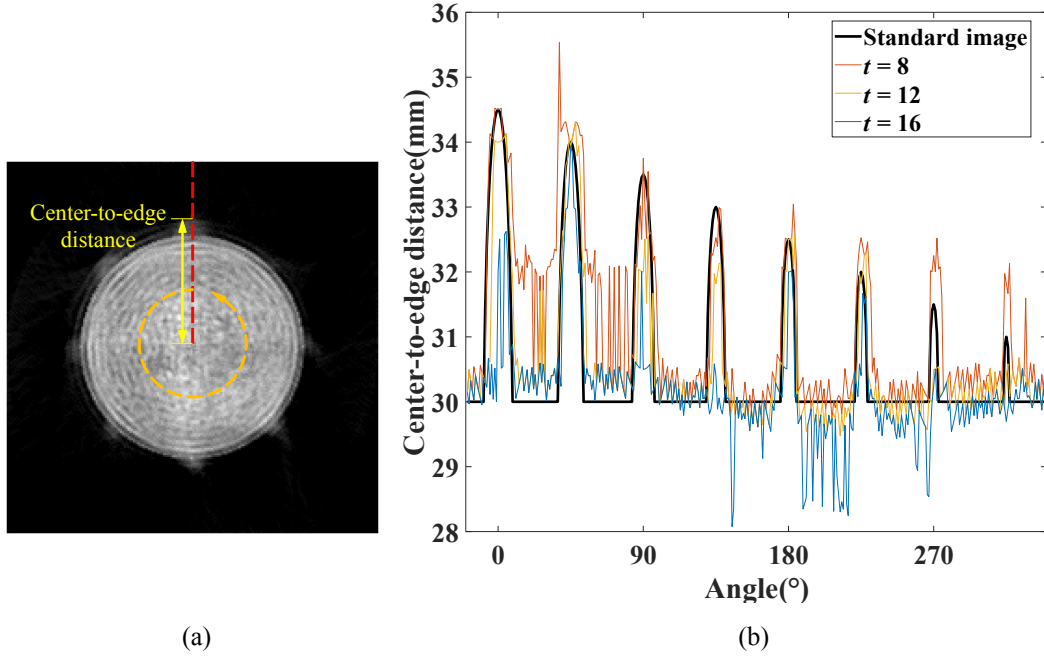 Center-to-edge
distance
(a)
Center-to-edge distance(mm)
36
35
34
33
32
31
30
29
28
0
90
180
270
Angle(°)
Standard image
t = 8
t = 12
t = 16
(b)